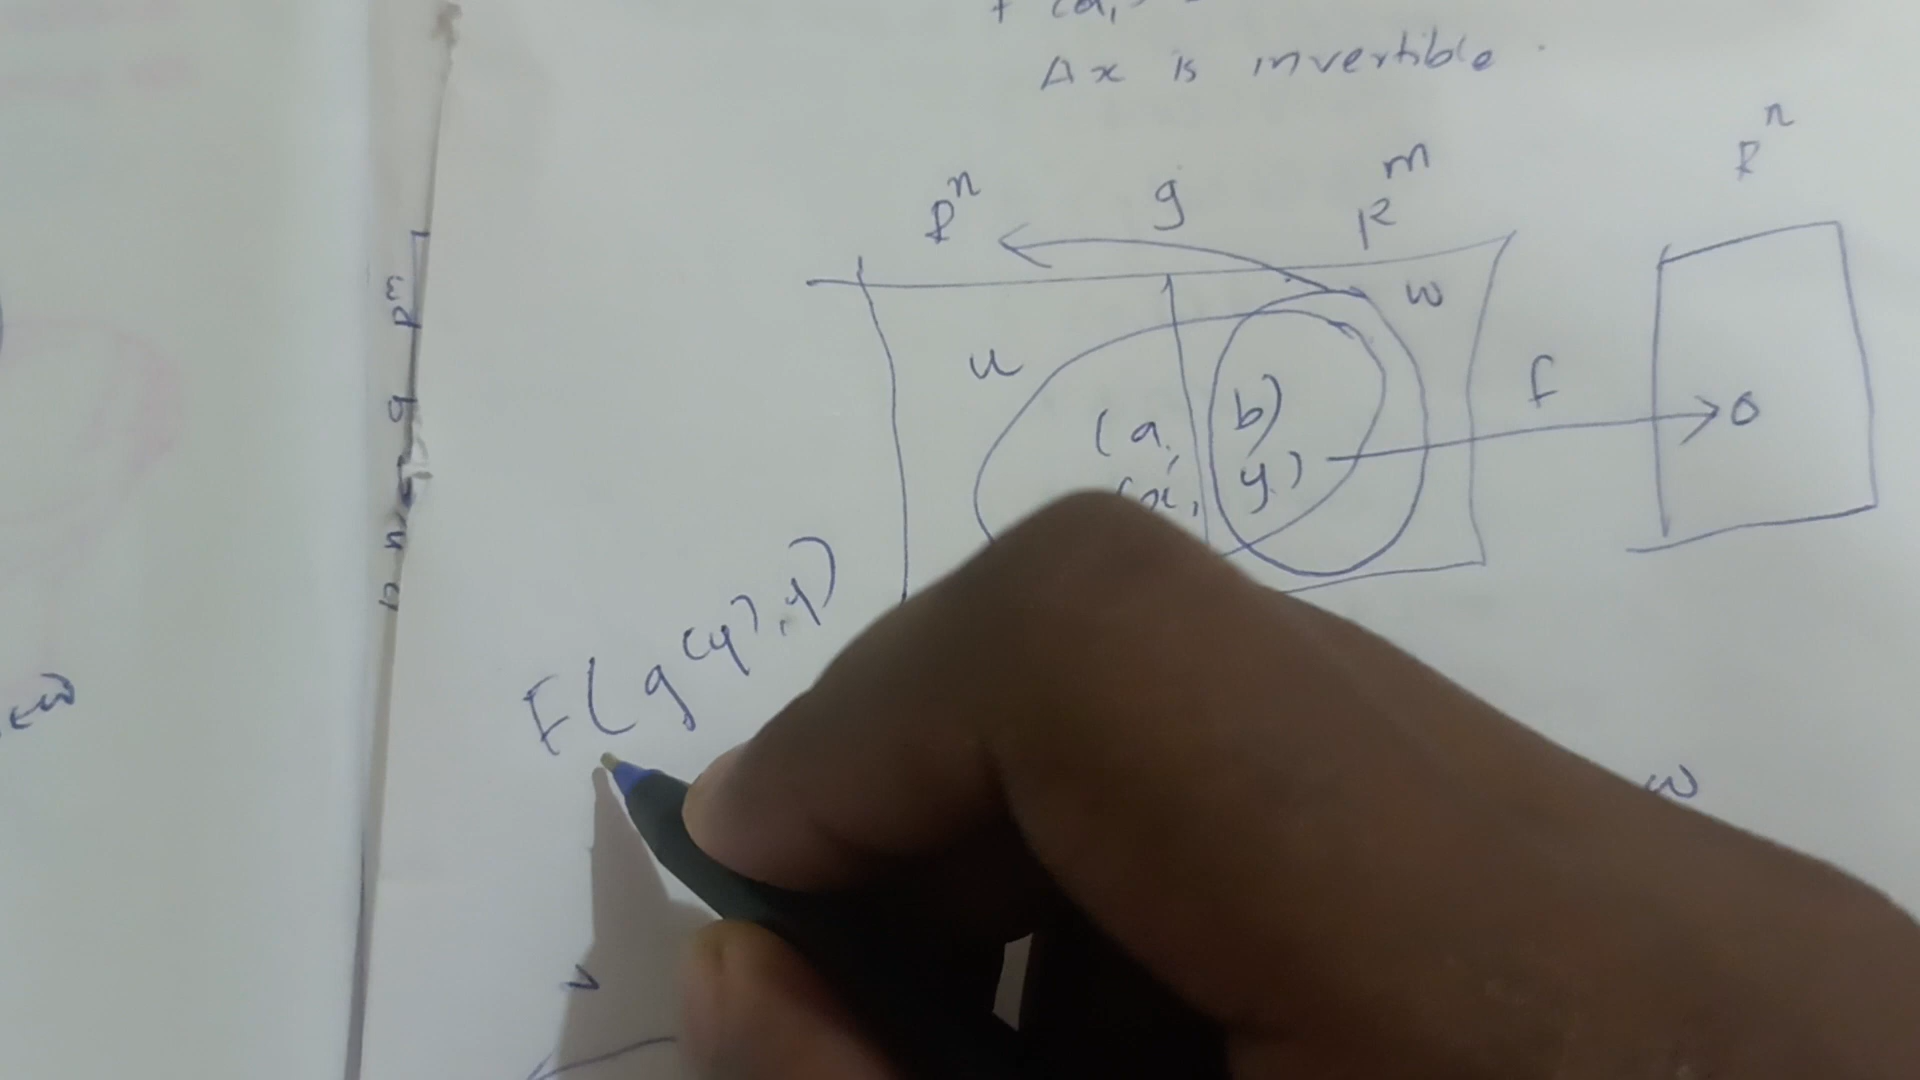 f (a,
Ax is invertible.
R^n g R^m R^n
w
u
f
(a, b)
(x, y)
0
F(g(y), y)
w
v